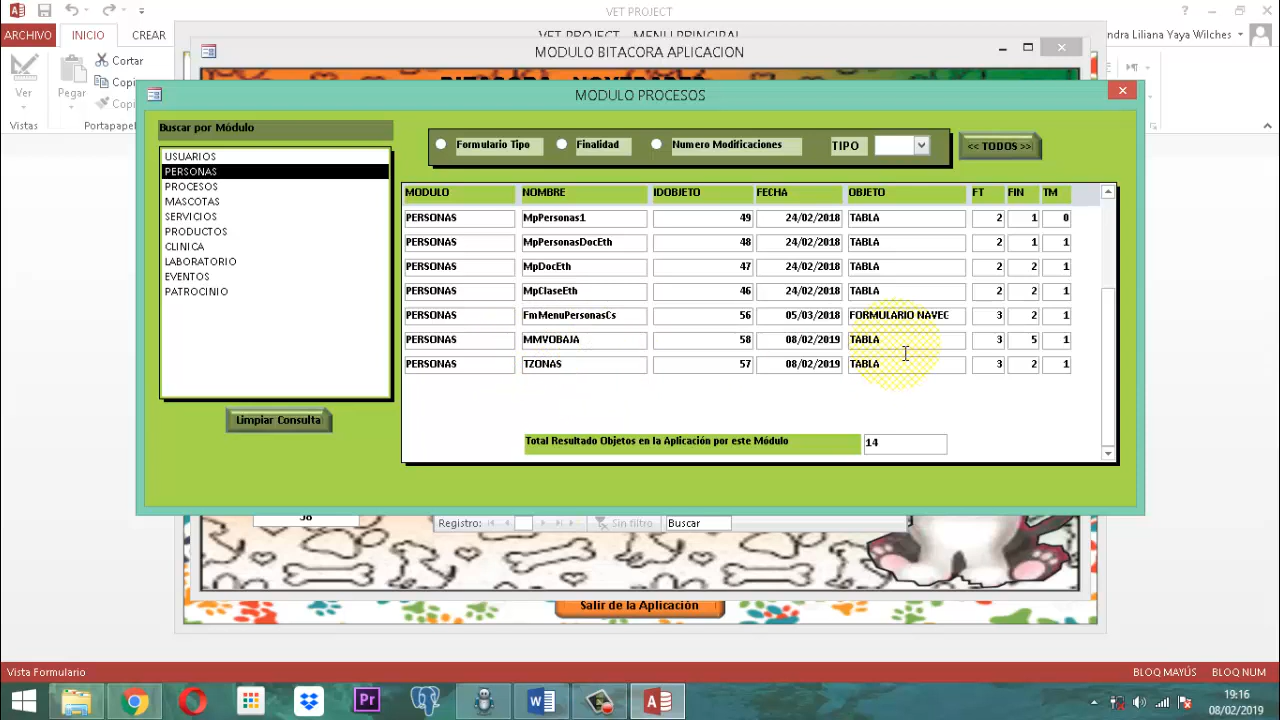 VET PROJECT
ARCHIVO INICIO CREAR
ndra Liliana Yaya Wilches
VET PROJECT - MENU PRINCIPAL
MODULO BITACORA APLICACION
Ver
Pegar
Cortar
Copi
Copi
Vistas
Portapapel
MODULO PROCESOS
Buscar por Módulo
USUARIOS
PERSONAS
PROCESOS
MASCOTAS
SERVICIOS
PRODUCTOS
CLINICA
LABORATORIO
EVENTOS
PATROCINIO
Limpiar Consulta
Formulario Tipo Finalidad Numero Modificaciones TIPO << TODOS >>
MODULO NOMBRE IDOBJETO FECHA OBJETO FT FIN TM
PERSONAS MpPersonas1 49 24/02/2018 TABLA 2 1 0
PERSONAS MpPersonasDocEth 48 24/02/2018 TABLA 2 1 1
PERSONAS MpDocEth 47 24/02/2018 TABLA 2 2 1
PERSONAS MpClaseEth 46 24/02/2018 TABLA 2 2 1
PERSONAS FmMenuPersonasCs 56 05/03/2018 FORMULARIO NAVEC 3 2 1
PERSONAS MMVOBAJA 58 08/02/2019 TABLA 3 5 1
PERSONAS TZONAS 57 08/02/2019 TABLA 3 2 1
Total Resultado Objetos en la Aplicación por este Módulo 14
58
Registro: Sin filtro Buscar
Salir de la Aplicación
Vista Formulario
BLOQ MAYÚS BLOQ NUM
Pr
19:16
08/02/2019